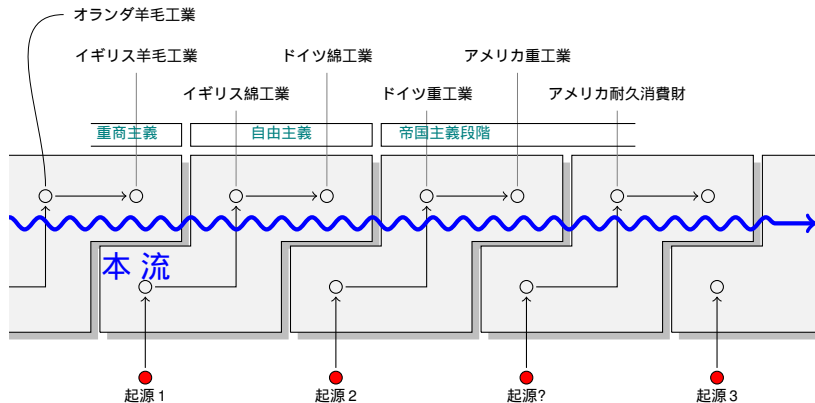 オランダ羊毛工業
イギリス羊毛工業
ドイツ綿工業
アメリカ重工業
イギリス綿工業
ドイツ重工業
アメリカ耐久消費財
重商主義
自由主義
帝国主義段階
本 流
起源1
起源2
起源?
起源3